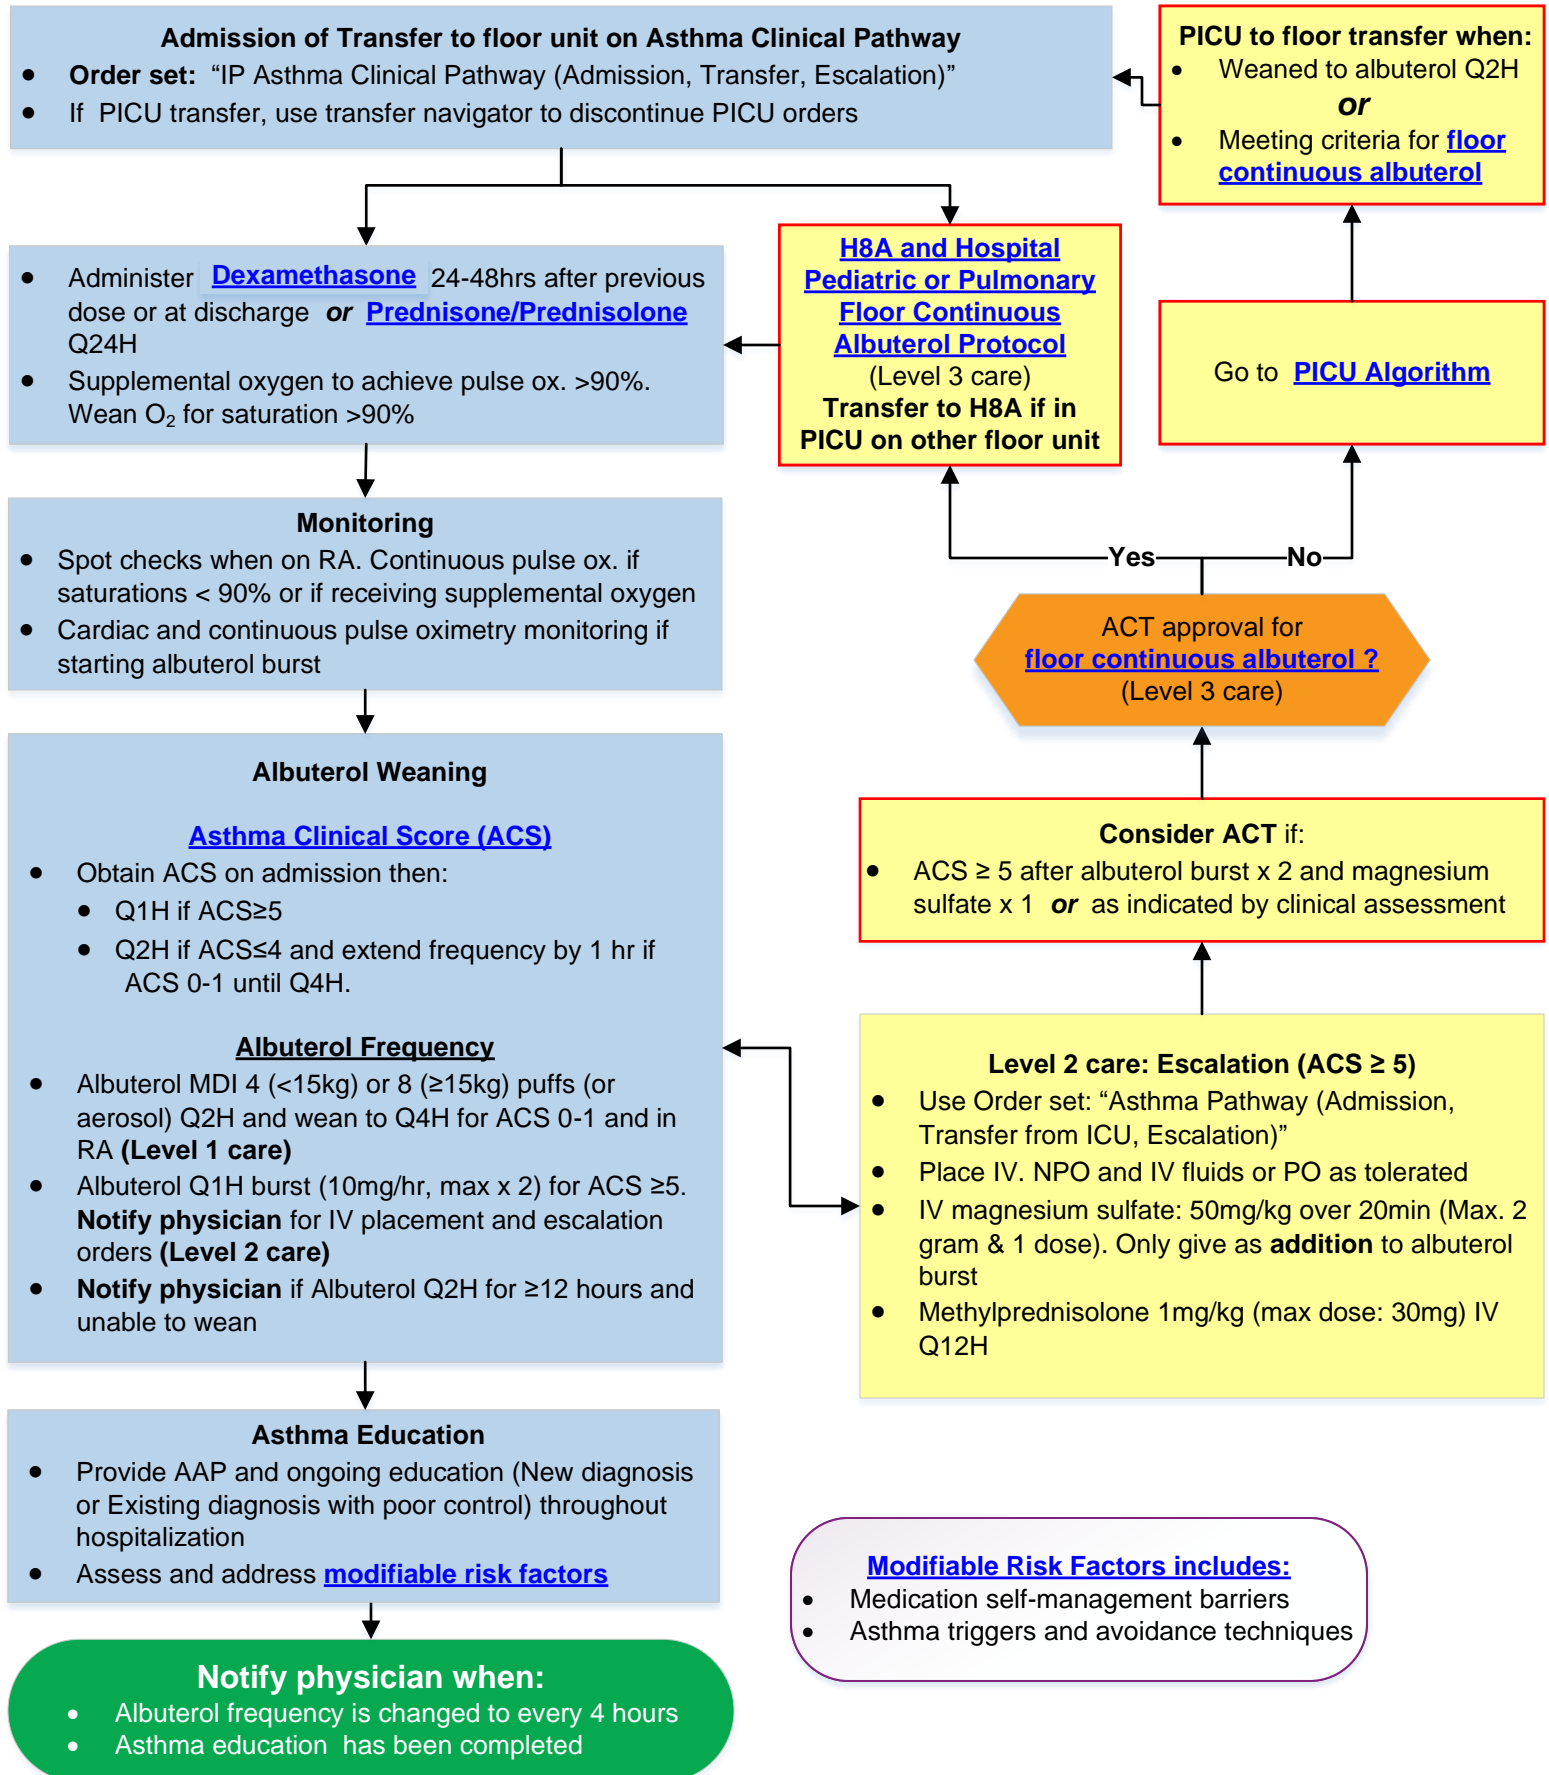 Admission of Transfer to floor unit on Asthma Clinical Pathway
• Order set: “IP Asthma Clinical Pathway (Admission, Transfer, Escalation)”
• If PICU transfer, use transfer navigator to discontinue PICU orders
PICU to floor transfer when:
• Weaned to albuterol Q2H
or
• Meeting criteria for floor
continuous albuterol
• Administer Dexamethasone 24-48hrs after previous
dose or at discharge or Prednisone/Prednisolone
Q24H
• Supplemental oxygen to achieve pulse ox. >90%.
Wean O2 for saturation >90%
H8A and Hospital
Pediatric or Pulmonary
Floor Continuous
Albuterol Protocol
(Level 3 care)
Transfer to H8A if in
PICU on other floor unit
Go to PICU Algorithm
Monitoring
• Spot checks when on RA. Continuous pulse ox. if
saturations < 90% or if receiving supplemental oxygen
• Cardiac and continuous pulse oximetry monitoring if
starting albuterol burst
Yes
No
ACT approval for
floor continuous albuterol ?
(Level 3 care)
Albuterol Weaning
Asthma Clinical Score (ACS)
• Obtain ACS on admission then:
• Q1H if ACS≥5
• Q2H if ACS≤4 and extend frequency by 1 hr if
ACS 0-1 until Q4H.
Albuterol Frequency
• Albuterol MDI 4 (<15kg) or 8 (≥15kg) puffs (or
aerosol) Q2H and wean to Q4H for ACS 0-1 and in
RA (Level 1 care)
• Albuterol Q1H burst (10mg/hr, max x 2) for ACS ≥5.
Notify physician for IV placement and escalation
orders (Level 2 care)
• Notify physician if Albuterol Q2H for ≥12 hours and
unable to wean
Consider ACT if:
• ACS ≥ 5 after albuterol burst x 2 and magnesium
sulfate x 1 or as indicated by clinical assessment
Level 2 care: Escalation (ACS ≥ 5)
• Use Order set: “Asthma Pathway (Admission,
Transfer from ICU, Escalation)”
• Place IV. NPO and IV fluids or PO as tolerated
• IV magnesium sulfate: 50mg/kg over 20min (Max. 2
gram & 1 dose). Only give as addition to albuterol
burst
• Methylprednisolone 1mg/kg (max dose: 30mg) IV
Q12H
Asthma Education
• Provide AAP and ongoing education (New diagnosis
or Existing diagnosis with poor control) throughout
hospitalization
• Assess and address modifiable risk factors
Modifiable Risk Factors includes:
• Medication self-management barriers
• Asthma triggers and avoidance techniques
Notify physician when:
• Albuterol frequency is changed to every 4 hours
• Asthma education has been completed